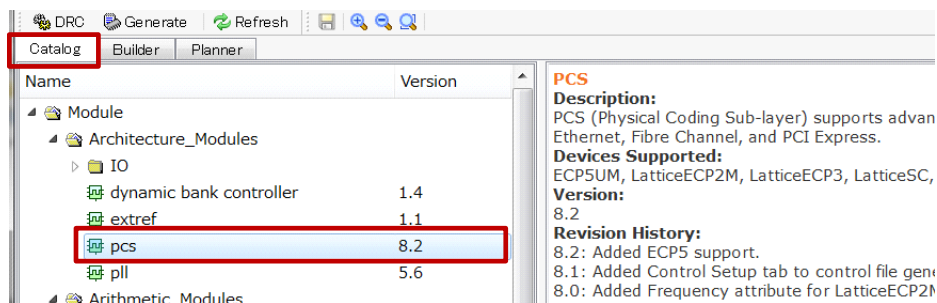 DRC Generate Refresh
Catalog Builder Planner
Name Version
Module
Architecture_Modules
IO
dynamic bank controller 1.4
extref 1.1
pcs 8.2
pll 5.6
Arithmetic_Modules
PCS
Description:
PCS (Physical Coding Sub-layer) supports advan
Ethernet, Fibre Channel, and PCI Express.
Devices Supported:
ECP5UM, LatticeECP2M, LatticeECP3, LatticeSC,
Version:
8.2
Revision History:
8.2: Added ECP5 support.
8.1: Added Control Setup tab to control file gene
8.0: Added Frequency attribute for LatticeECP2M